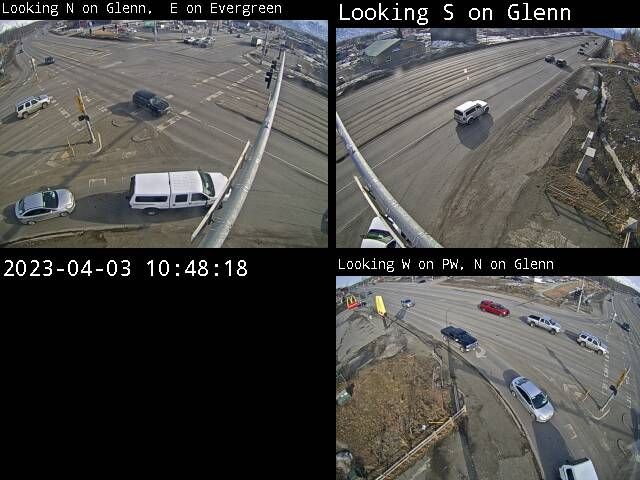 Looking N on Glenn, E on Evergreen
Looking S on Glenn
2023-04-03 10:48:18
Looking W on PW, N on Glenn